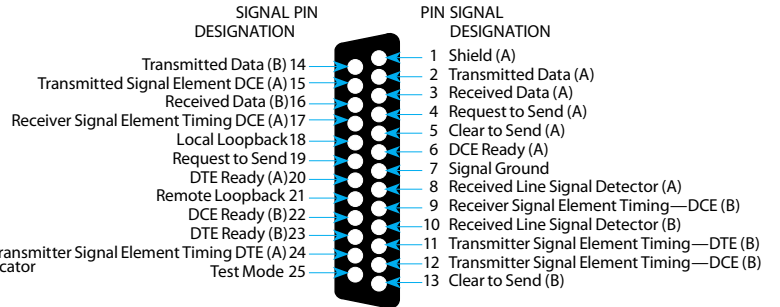 SIGNAL PIN
DESIGNATION
Transmitted Data (B) 14
Transmitted Signal Element DCE (A) 15
Received Data (B)16
Receiver Signal Element Timing DCE (A)17
Local Loopback18
Request to Send 19
DTE Ready (A)20
Remote Loopback 21
DCE Ready (B)22
DTE Ready (B)23
Signal Element Timing DTE (A) 24
Test Mode 25
PIN SIGNAL
DESIGNATION
1 Shield (A)
2 Transmitted Data (A)
3 Received Data (A)
4 Request to Send (A)
5 Clear to Send (A)
6 DCE Ready (A)
7 Signal Ground
8 Received Line Signal Detector (A)
9 Receiver Signal Element Timing—DCE (B)
10 Received Line Signal Detector (B)
11 Transmitter Signal Element Timing—DTE (B)
12 Transmitter Signal Element Timing—DCE (B)
13 Clear to Send (B)